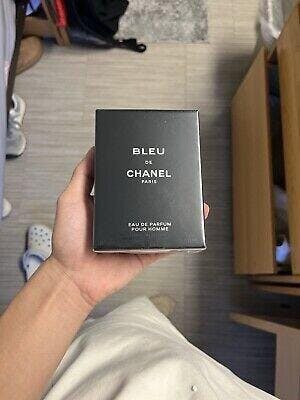 BLEU
DE
CHANEL
PARIS
EAU DE PARFUM
POUR HOMME